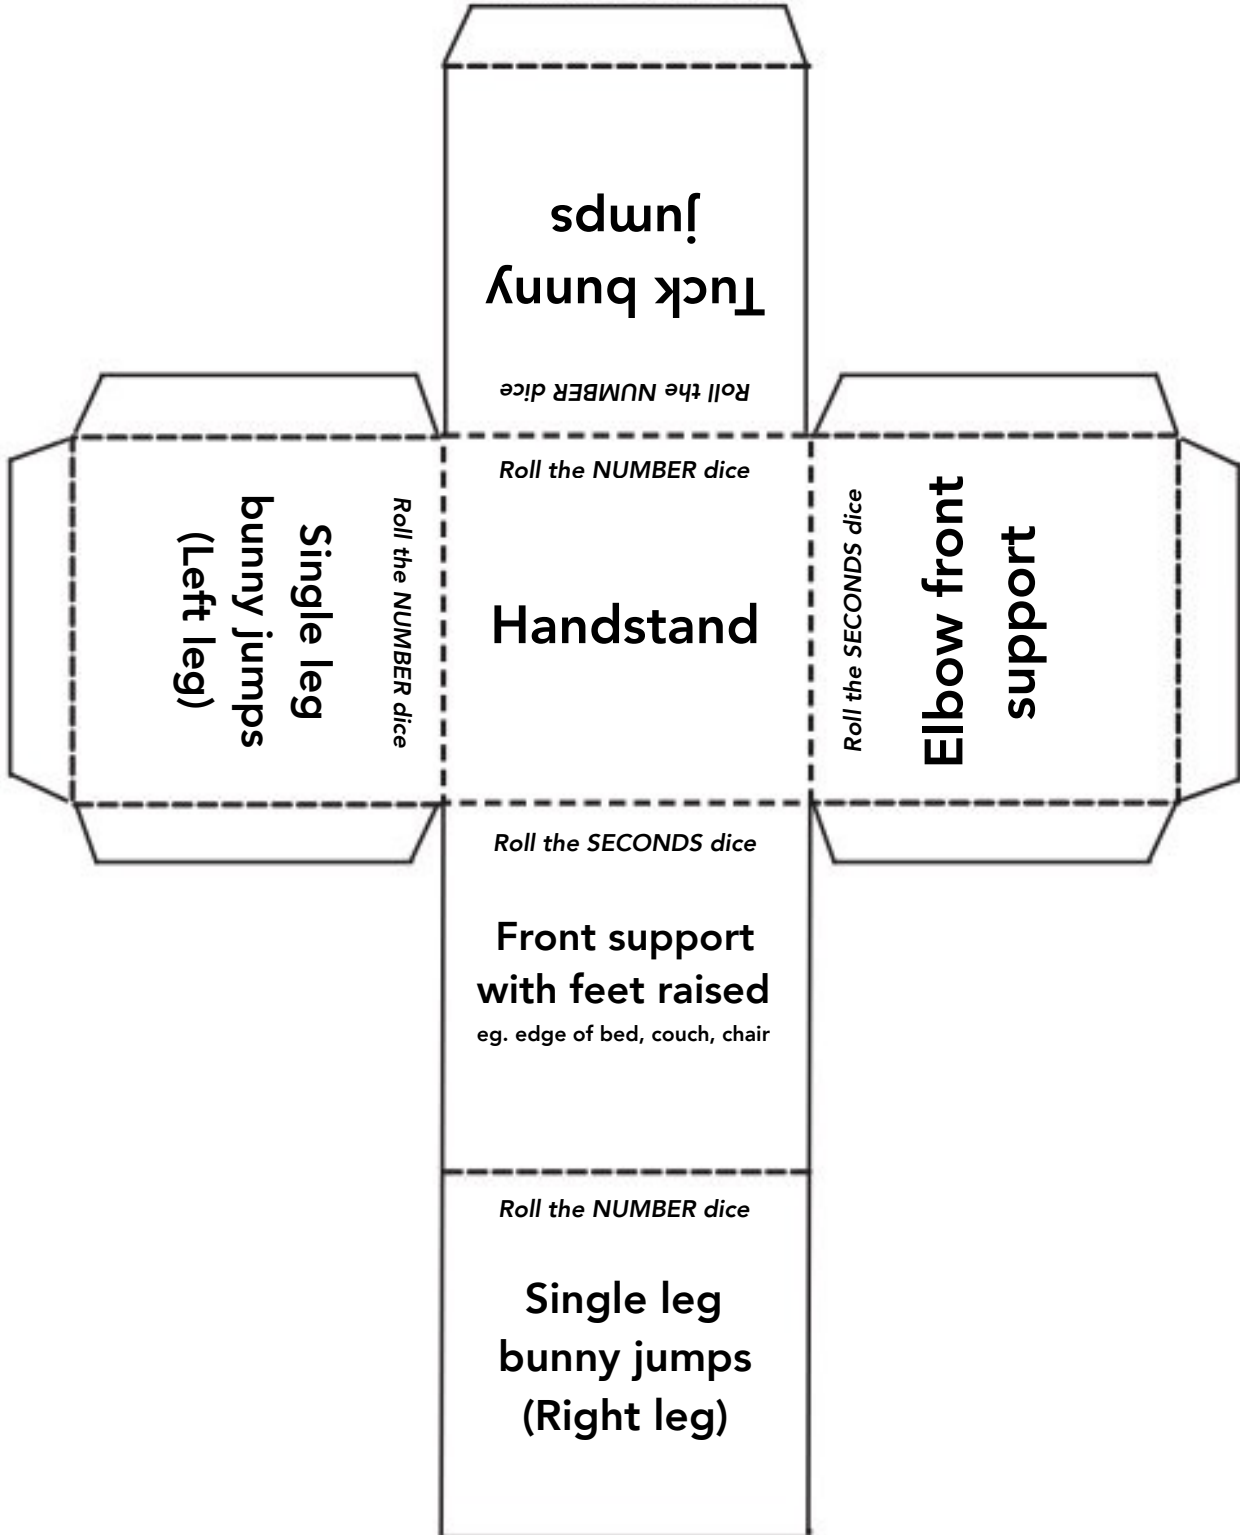 Roll the NUMBER dice
Tuck bunny
jumps
Roll the NUMBER dice
Single leg
bunny jumps
(Left leg)
Roll the NUMBER dice
Handstand
Roll the SECONDS dice
Elbow front
support
Roll the SECONDS dice
Front support
with feet raised
eg. edge of bed, couch, chair
Roll the NUMBER dice
Single leg
bunny jumps
(Right leg)